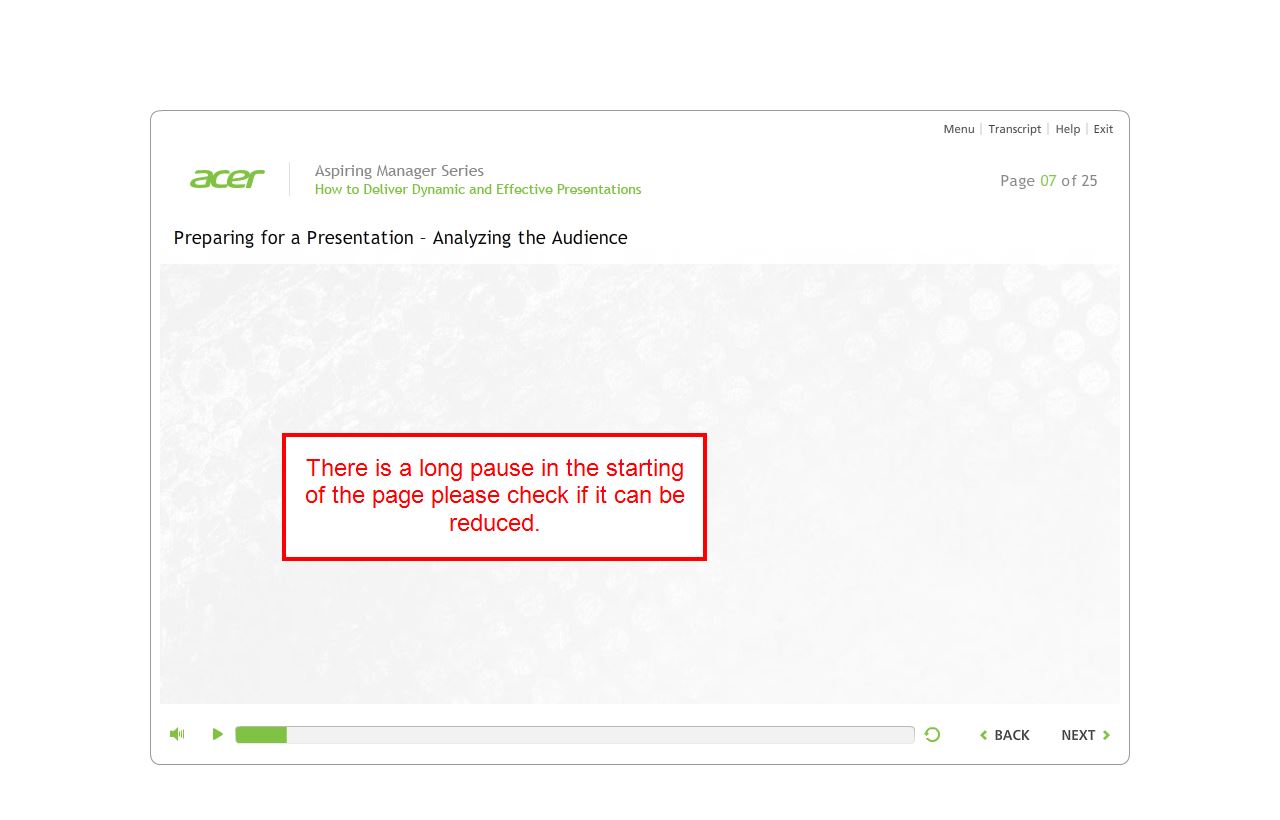 Menu | Transcript | Help | Exit
acer
Aspiring Manager Series
How to Deliver Dynamic and Effective Presentations
Page 07 of 25
Preparing for a Presentation – Analyzing the Audience
There is a long pause in the starting
of the page please check if it can be
reduced.
BACK
NEXT